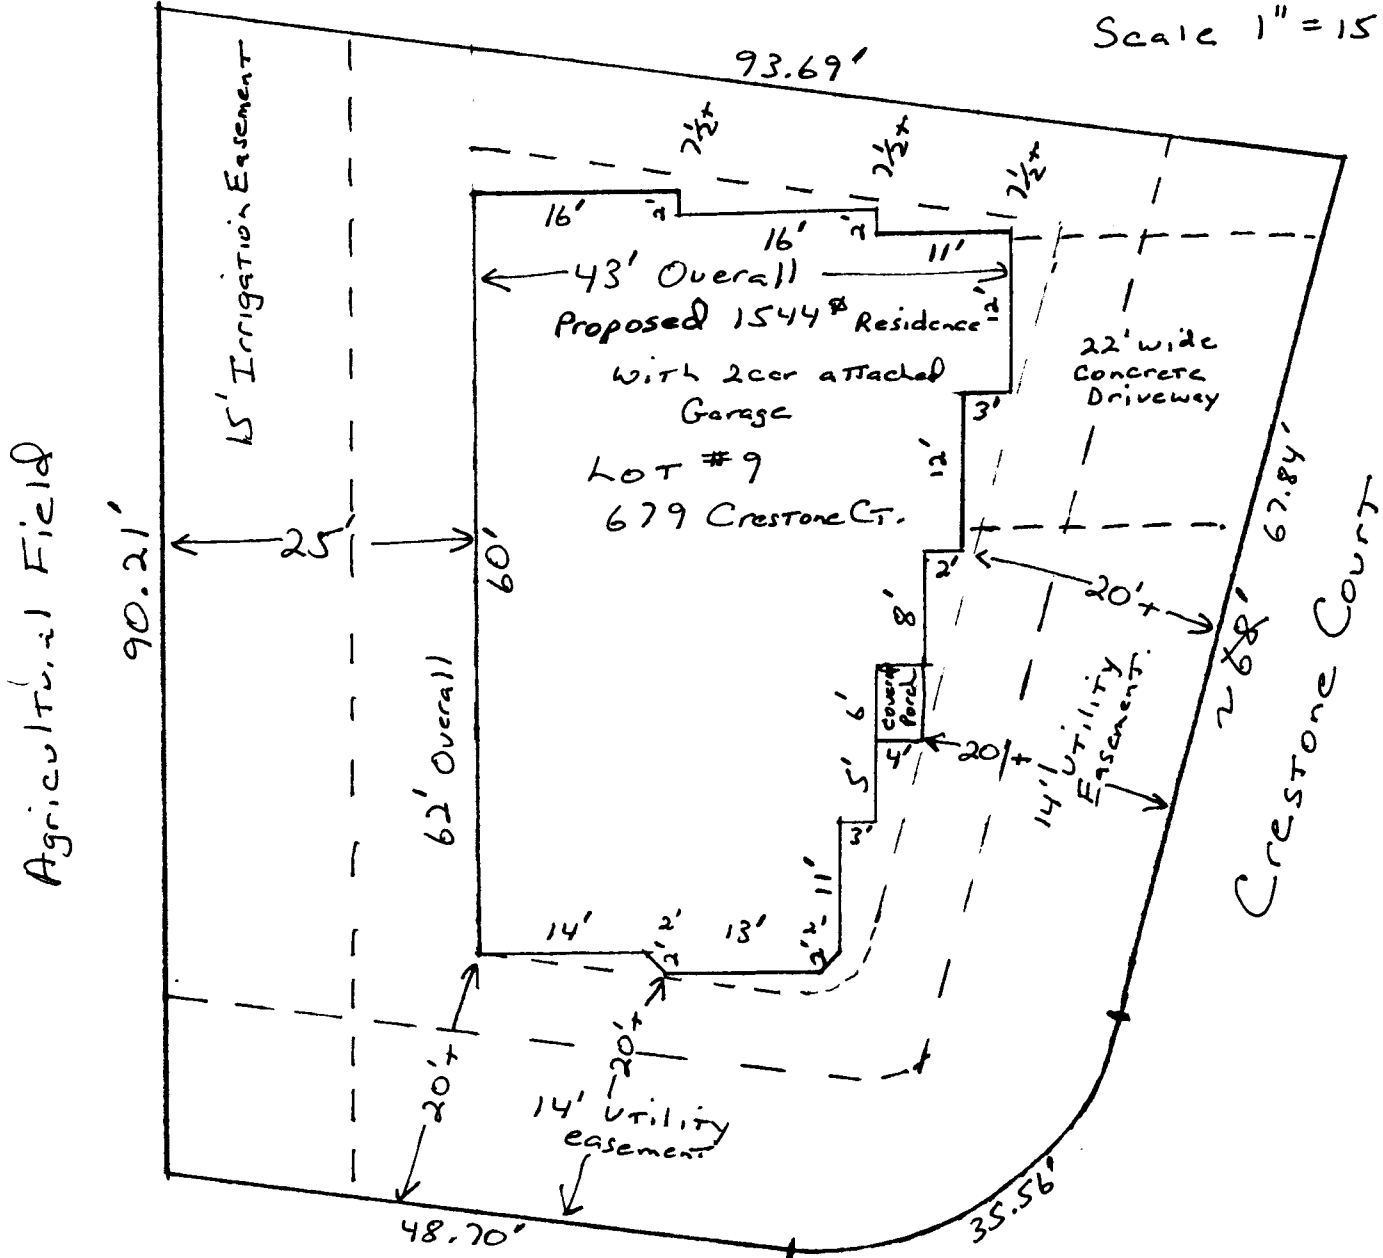 Scale 1" = 15
93.69'
15' Irrigation Easement
7½'+
7½'+
7½'+
16'
2'
16'
2'
11'
43' Overall
12'
Proposed 1544# Residence
with 2 car attached
Garage
Lot #9
679 Crestone Ct.
22' wide
Concrete
Driveway
3'
12'
67.84'
Agricultural Field
90.21'
25'
60'
2'
20'+
8'
~68'
Crestone Court
62' Overall
6'
Covered
Porch
4'
20'+
14' Utility
Easement.
5'
3'
11'
14'
2'
2'
13'
2'
2'
20'+
20'+
14' Utility
easement
48.70'
35.56'